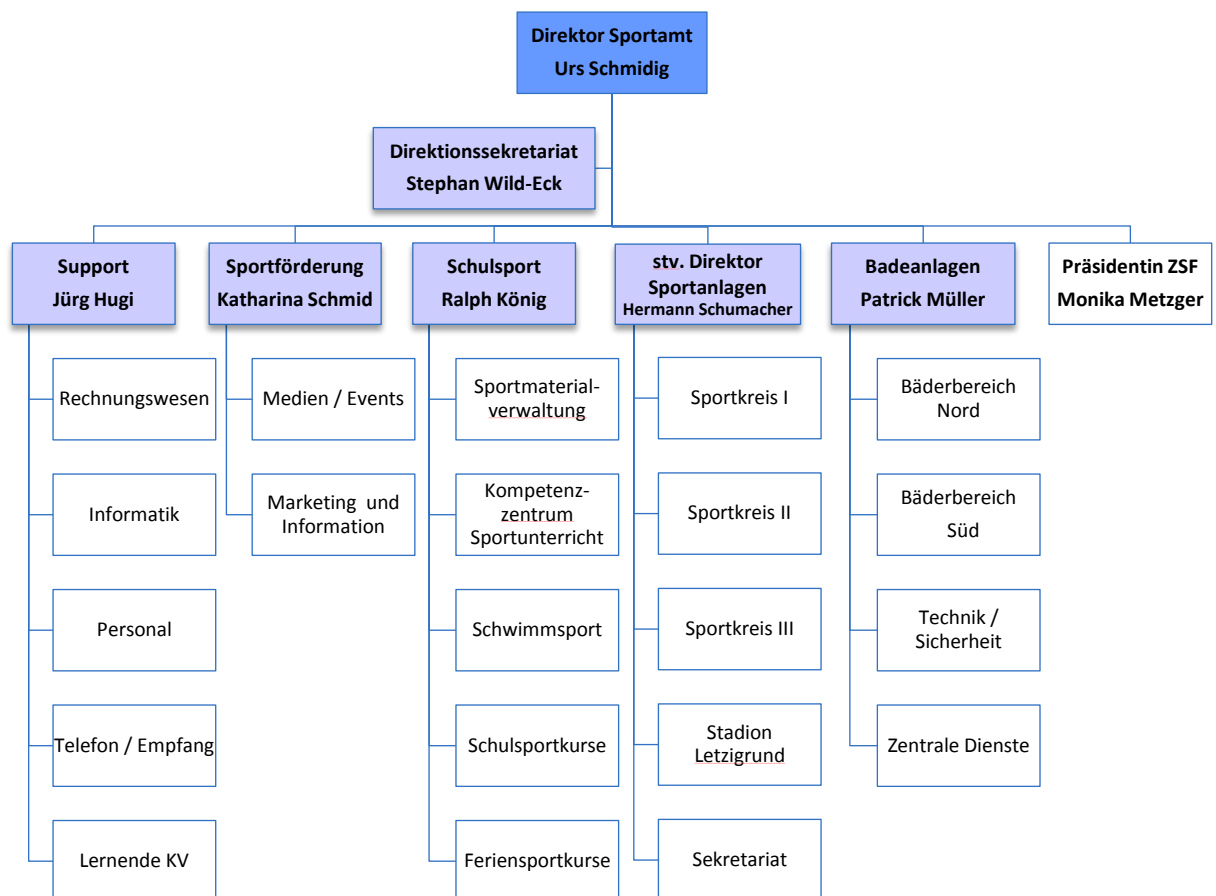 Direktor Sportamt
Urs Schmidig
Direktionssekretariat
Stephan Wild-Eck
Support
Jürg Hugi
Sportförderung
Katharina Schmid
Schulsport
Ralph König
stv. Direktor
Sportanlagen
Hermann Schumacher
Badeanlagen
Patrick Müller
Präsidentin ZSF
Monika Metzger
Rechnungswesen
Informatik
Personal
Telefon / Empfang
Lernende KV
Medien / Events
Marketing und
Information
Sportmaterial-
verwaltung
Kompetenz-
zentrum
Sportunterricht
Schwimmsport
Schulsportkurse
Feriensportkurse
Sportkreis I
Sportkreis II
Sportkreis III
Stadion
Letzigrund
Sekretariat
Bäderbereich
Nord
Bäderbereich
Süd
Technik /
Sicherheit
Zentrale Dienste